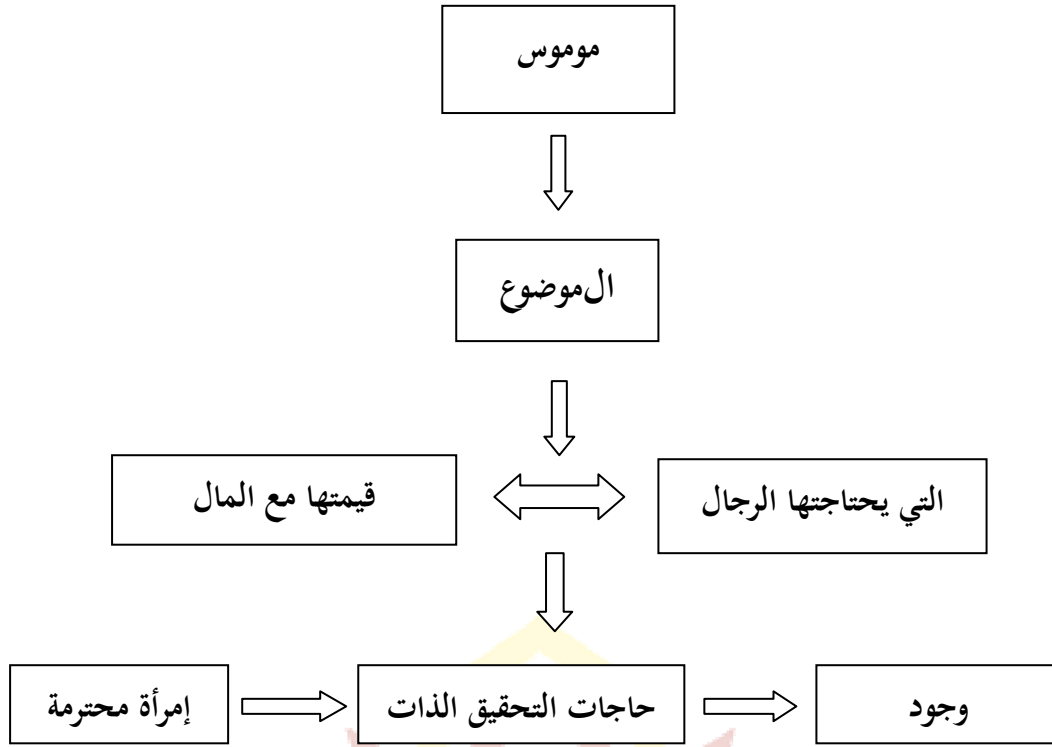 موموس
الموضوع
التي يحتاجتها الرجال
قيمتها مع المال
وجود
حاجات التحقيق الذات
إمرأة محترمة